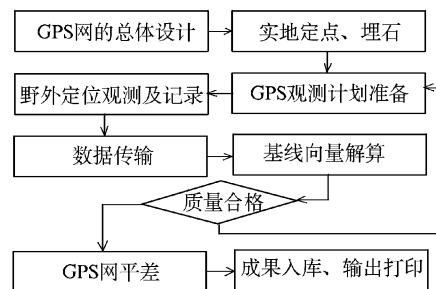 GPS网的总体设计
实地定点、埋石
野外定位观测及记录
GPS观测计划准备
数据传输
基线向量解算
质量合格
GPS网平差
成果入库、输出打印